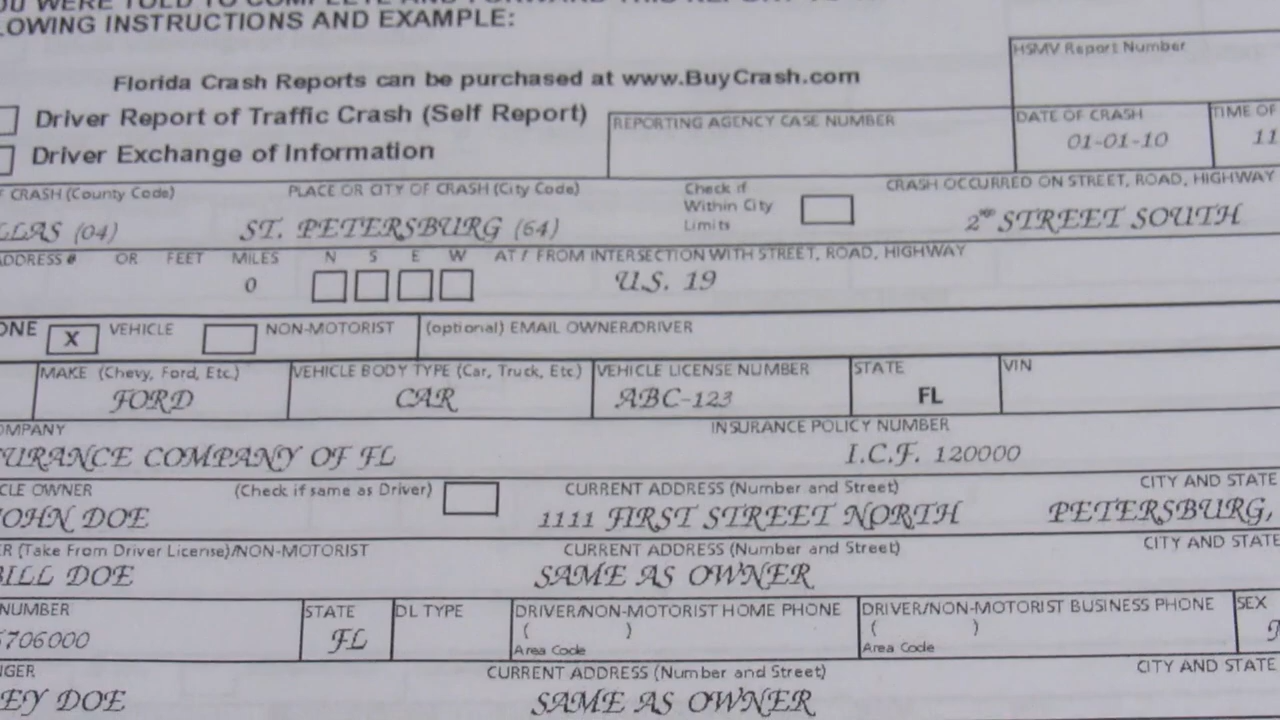 OU WERE TOLD TO COMPLETE AND FORWARD THIS REPORT
LOWING INSTRUCTIONS AND EXAMPLE:
HSMV Report Number
Florida Crash Reports can be purchased at www.BuyCrash.com
Driver Report of Traffic Crash (Self Report)
REPORTING AGENCY CASE NUMBER
DATE OF CRASH
TIME OF
01-01-10
11
Driver Exchange of Information
F CRASH (County Code)
PLACE OR CITY OF CRASH (City Code)
Check if
Within City
Limits
CRASH OCCURRED ON STREET, ROAD, HIGHWAY
LLAS (04)
ST. PETERSBURG (64)
2ND STREET SOUTH
ADDRESS # OR FEET MILES
N S E W
AT / FROM INTERSECTION WITH STREET, ROAD, HIGHWAY
0
U.S. 19
ONE X VEHICLE
NON-MOTORIST
(optional) EMAIL OWNER/DRIVER
MAKE (Chevy, Ford, Etc.)
VEHICLE BODY TYPE (Car, Truck, Etc.)
VEHICLE LICENSE NUMBER
STATE
VIN
FORD
CAR
ABC-123
FL
OMPANY
INSURANCE POLICY NUMBER
URANCE COMPANY OF FL
I.C.F. 120000
CLE OWNER
(Check if same as Driver)
CURRENT ADDRESS (Number and Street)
CITY AND STATE
OHN DOE
1111 FIRST STREET NORTH
PETERSBURG,
ER (Take From Driver License)/NON-MOTORIST
CURRENT ADDRESS (Number and Street)
CITY AND STATE
BILL DOE
SAME AS OWNER
NUMBER
STATE
DL TYPE
DRIVER/NON-MOTORIST HOME PHONE
DRIVER/NON-MOTORIST BUSINESS PHONE
SEX
5706000
FL
( )
( )
Area Code
Area Code
NGER
CURRENT ADDRESS (Number and Street)
CITY AND STATE
EY DOE
SAME AS OWNER